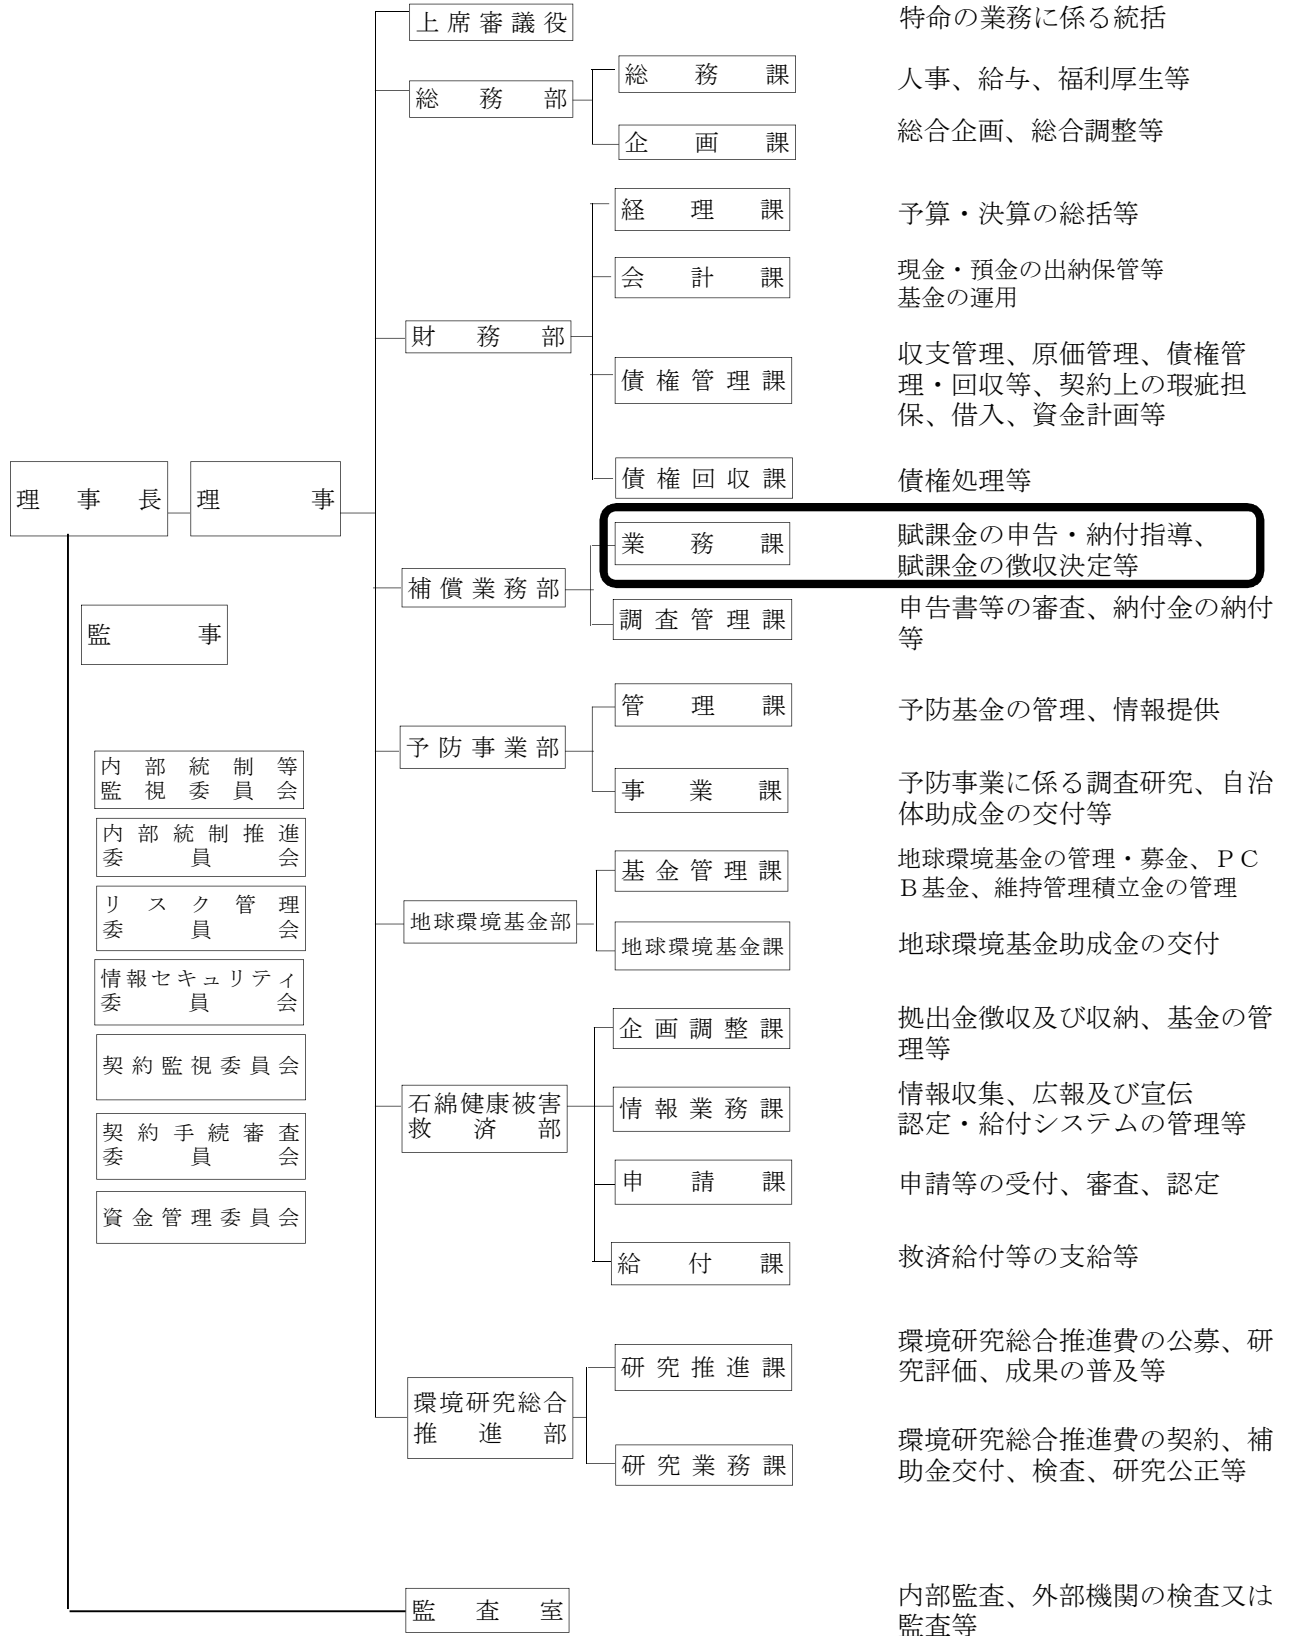 上席審議役
特命の業務に係る統括
総務部
総務課
人事、給与、福利厚生等
企画課
総合企画、総合調整等
財務部
経理課
予算・決算の総括等
会計課
現金・預金の出納保管等
基金の運用
債権管理課
収支管理、原価管理、債権管
理・回収等、契約上の瑕疵担
保、借入、資金計画等
債権回収課
債権処理等
理事長
理事
監事
補償業務部
業務課
賦課金の申告・納付指導、
賦課金の徴収決定等
調査管理課
申告書等の審査、納付金の納付
等
予防事業部
管理課
予防基金の管理、情報提供
事業課
予防事業に係る調査研究、自治
体助成金の交付等
内部統制等
監視委員会
内部統制推進
委員会
リスク管理
委員会
情報セキュリティ
委員会
契約監視委員会
契約手続審査
委員会
資金管理委員会
地球環境基金部
基金管理課
地球環境基金の管理・募金、ＰＣ
Ｂ基金、維持管理積立金の管理
地球環境基金課
地球環境基金助成金の交付
石綿健康被害
救済部
企画調整課
拠出金徴収及び収納、基金の管
理等
情報業務課
情報収集、広報及び宣伝
認定・給付システムの管理等
申請課
申請等の受付、審査、認定
給付課
救済給付等の支給等
環境研究総合
推進部
研究推進課
環境研究総合推進費の公募、研
究評価、成果の普及等
研究業務課
環境研究総合推進費の契約、補
助金交付、検査、研究公正等
監査室
内部監査、外部機関の検査又は
監査等